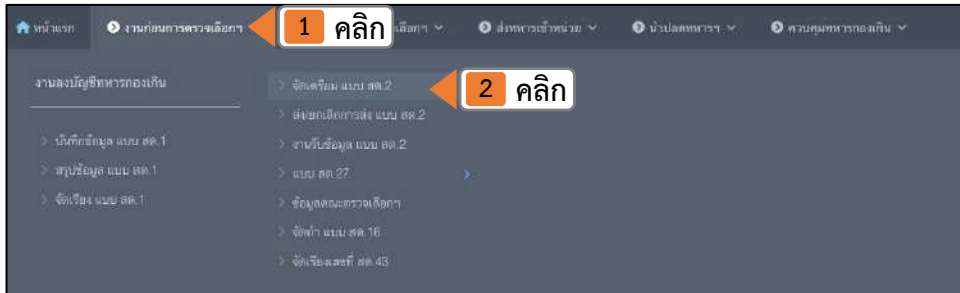 หน้าแรก งานก่อนการตรวจเลือกฯ 1 คลิก เลือกฯ ส่งทหารเข้าหน่วย นำปลดทหารฯ ควบคุมทหารกองเกิน
งานลงบัญชีทหารกองเกิน
จัดเตรียม แบบ สด.2 2 คลิก
ส่ง/ยกเลิกการส่ง แบบ สด.2
บันทึกข้อมูล แบบ สด.1
งานรับข้อมูล แบบ สด.2
สรุปข้อมูล แบบ สด.1
แบบ สด.27
จัดเรียง แบบ สด.1
ข้อมูลคณะตรวจเลือกฯ
จัดทำ แบบ สด.16
จัดเรียงเลขที่ สด.43